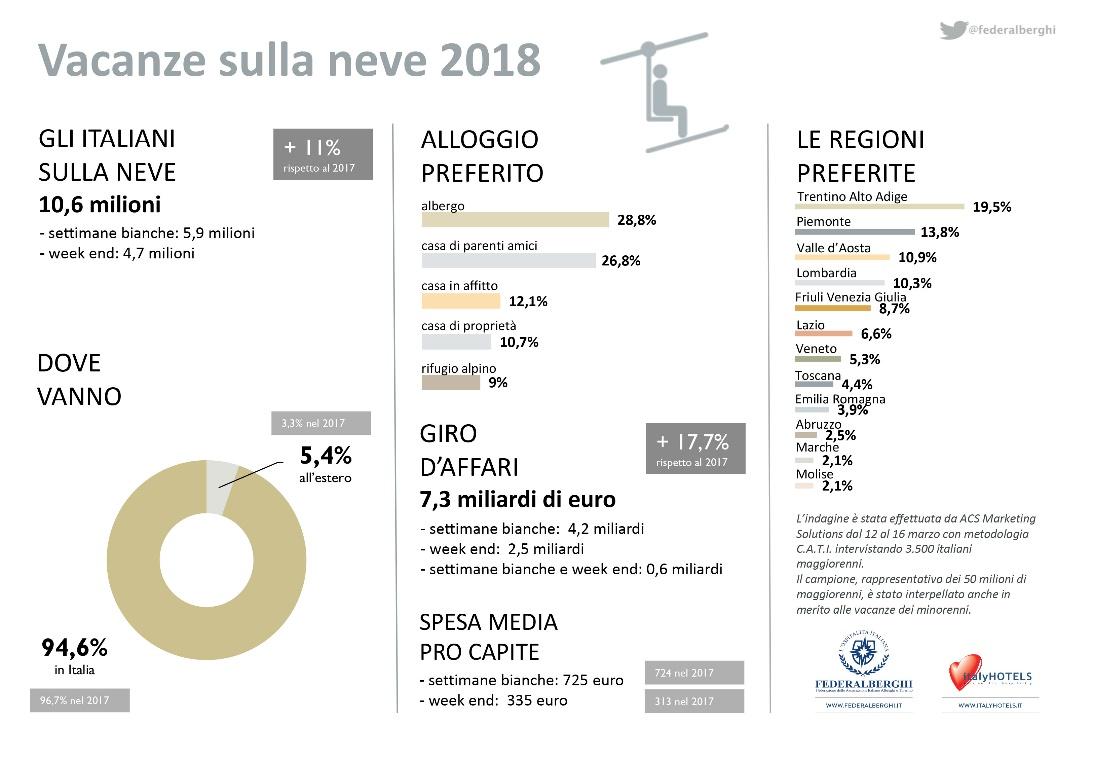 @federalberghi
Vacanze sulla neve 2018
GLI ITALIANI
SULLA NEVE
+ 11%
rispetto al 2017
10,6 milioni
- settimane bianche: 5,9 milioni
- week end: 4,7 milioni
DOVE
VANNO
3,3% nel 2017
5,4%
all'estero
94,6%
in Italia
96,7% nel 2017
ALLOGGIO
PREFERITO
albergo
28,8%
casa di parenti amici
26,8%
casa in affitto
12,1%
casa di proprietà
10,7%
rifugio alpino
9%
GIRO
D'AFFARI
+ 17,7%
rispetto al 2017
7,3 miliardi di euro
- settimane bianche:  4,2 miliardi
- week end:  2,5 miliardi
- settimane bianche e week end: 0,6 miliardi
SPESA MEDIA
PRO CAPITE
- settimane bianche: 725 euro
724 nel 2017
- week end:  335 euro
313 nel 2017
LE REGIONI
PREFERITE
Trentino Alto Adige
19,5%
Piemonte
13,8%
Valle d'Aosta
10,9%
Lombardia
10,3%
Friuli Venezia Giulia
8,7%
Lazio
6,6%
Veneto
5,3%
Toscana
4,4%
Emilia Romagna
3,9%
Abruzzo
2,5%
Marche
2,1%
Molise
2,1%
L'indagine è stata effettuata da ACS Marketing
Solutions dal 12 al 16 marzo con metodologia
C.A.T.I. intervistando 3.500 italiani
maggiorenni.
Il campione, rappresentativo dei 50 milioni di
maggiorenni, è stato interpellato anche in
merito alle vacanze dei minorenni.
FEDERALBERGHI
WWW.FEDERALBERGHI.IT
italyHOTELS
WWW.ITALYHOTELS.IT